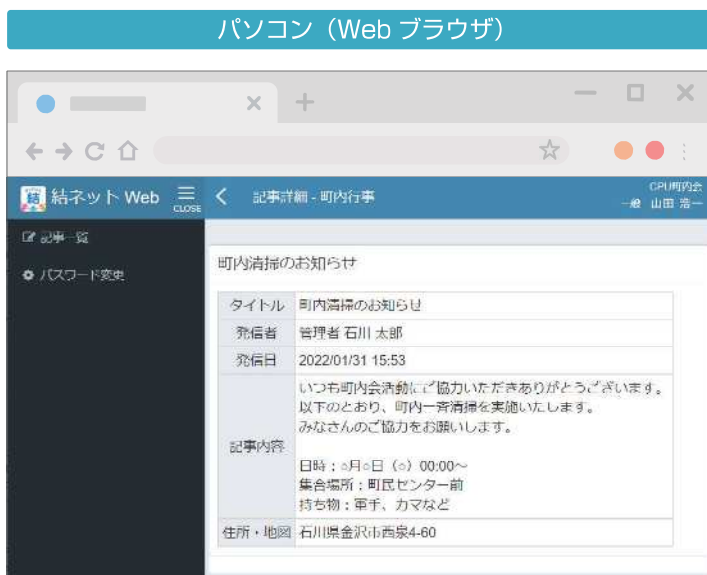 パソコン（Web ブラウザ）
結
結ネット Web
CLOSE
記事詳細 - 町内行事
CPU町内会
一般 山田 浩一
記事一覧
パスワード変更
町内清掃のお知らせ
タイトル 町内清掃のお知らせ
発信者 管理者 石川 太郎
発信日 2022/01/31 15:53
記事内容
いつも町内会活動にご協力いただきありがとうございます。
以下のとおり、町内一斉清掃を実施いたします。
みなさんのご協力をお願いします。
日時：○月○日（○）00:00～
集合場所：町民センター前
持ち物：軍手、カマなど
住所・地図 石川県金沢市西泉4-60